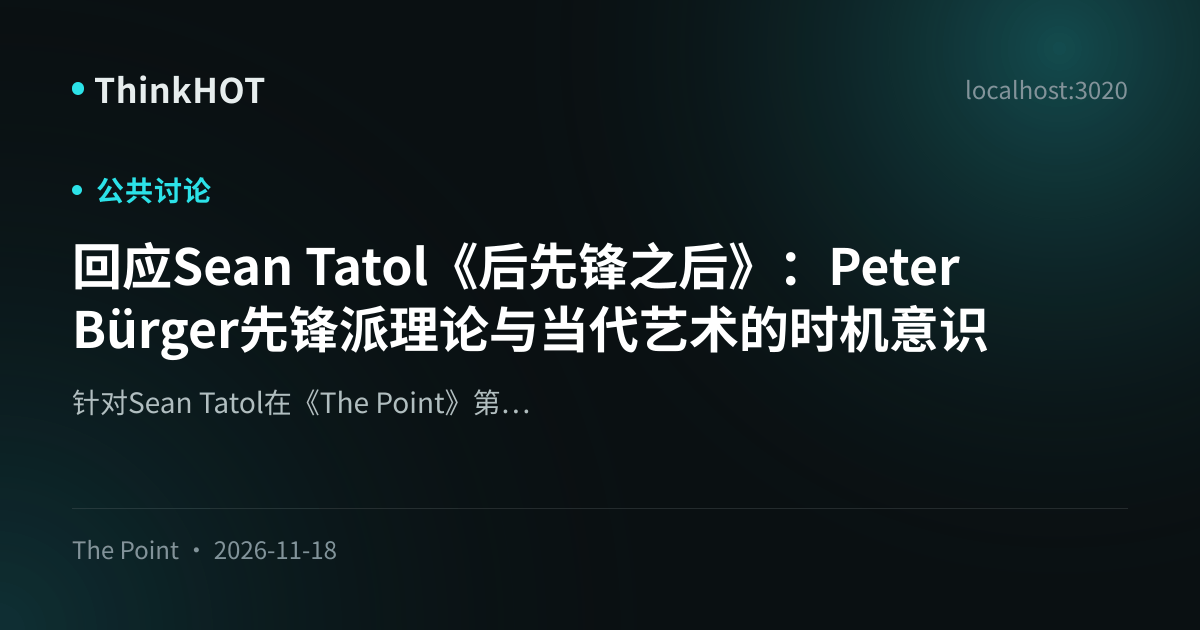 ThinkHOT
localhost:3020
公共讨论
回应Sean Tatol《后先锋之后》：Peter
Bürger先锋派理论与当代艺术的时机意识
针对Sean Tatol在《The Point》第…
The Point · 2026-11-18